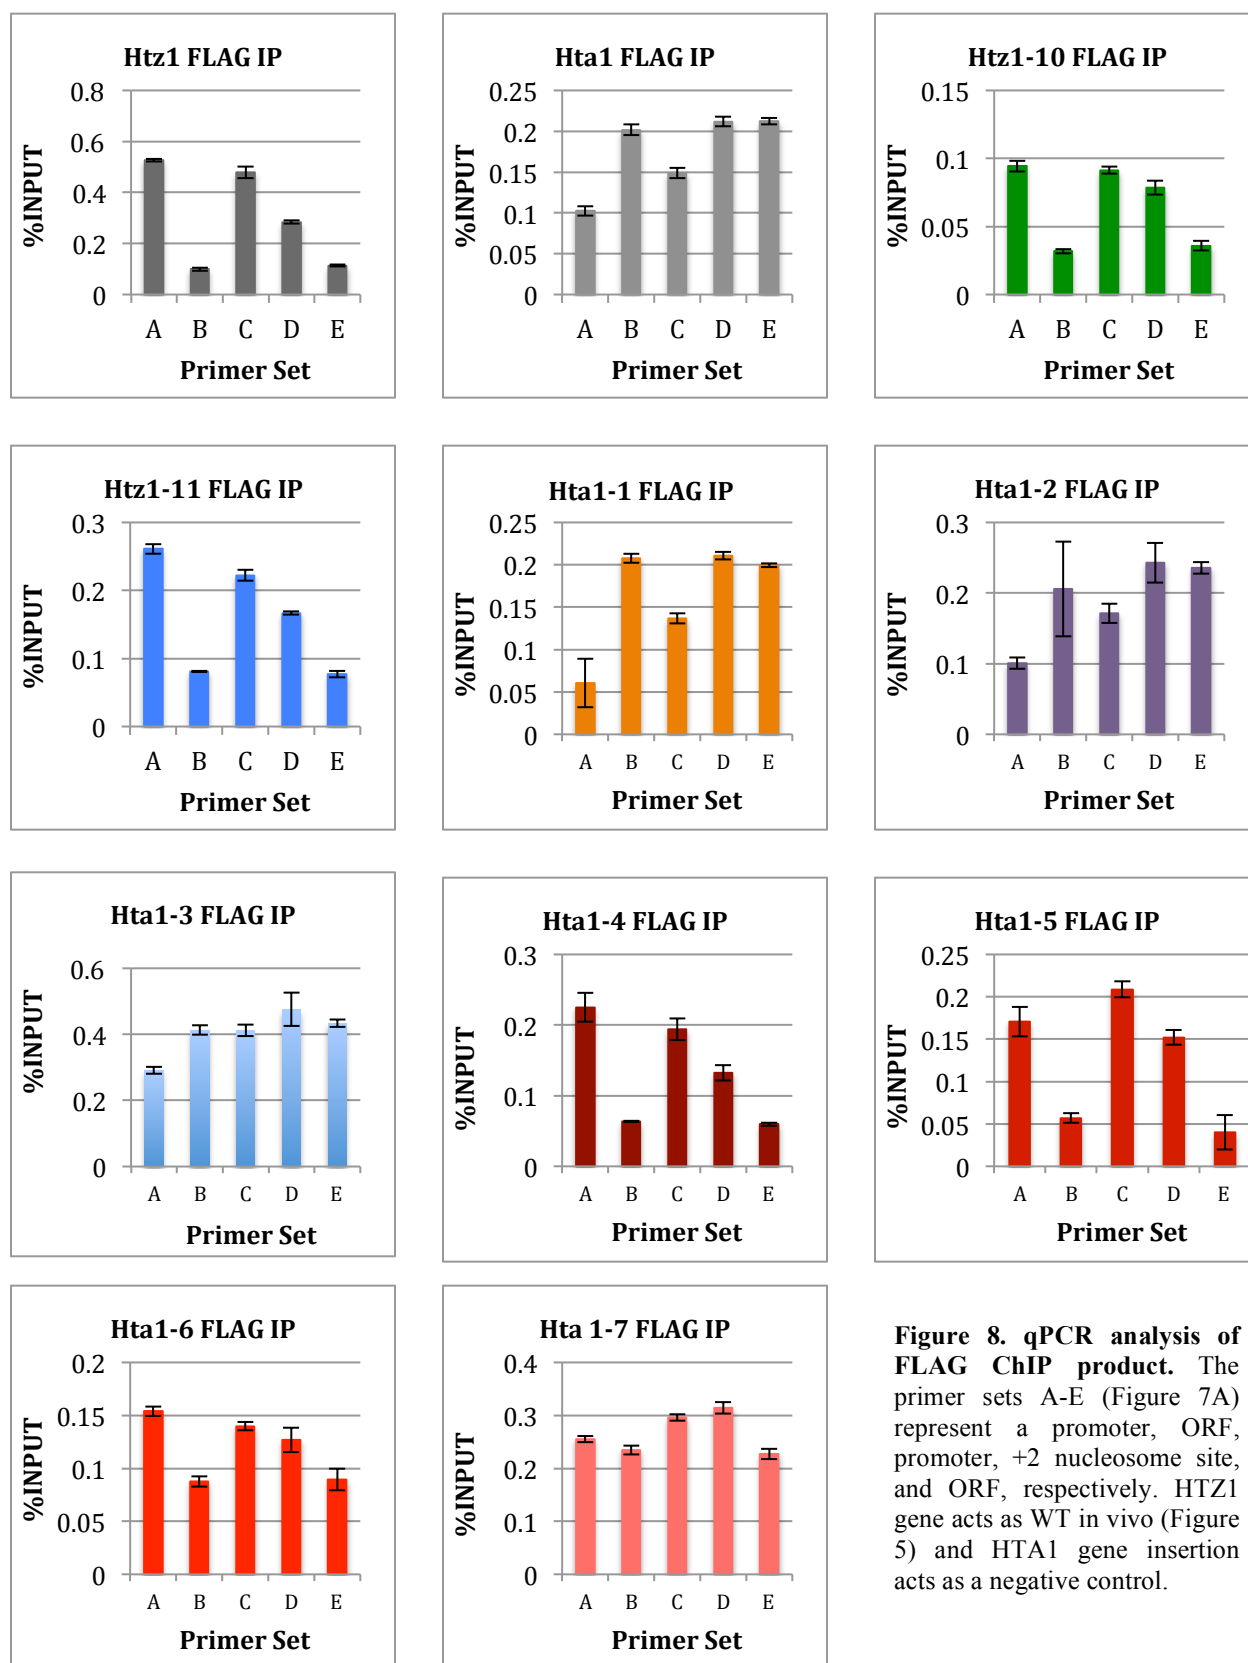 Htz1 FLAG IP
0.8
0.6
0.4
0.2
0
%INPUT
A B C D E
Primer Set
Hta1 FLAG IP
0.25
0.2
0.15
0.1
0.05
0
%INPUT
A B C D E
Primer Set
Htz1-10 FLAG IP
0.15
0.1
0.05
0
%INPUT
A B C D E
Primer Set
Htz1-11 FLAG IP
0.3
0.2
0.1
0
%INPUT
A B C D E
Primer Set
Hta1-1 FLAG IP
0.25
0.2
0.15
0.1
0.05
0
%INPUT
A B C D E
Primer Set
Hta1-2 FLAG IP
0.3
0.2
0.1
0
%INPUT
A B C D E
Primer Set
Hta1-3 FLAG IP
0.6
0.4
0.2
0
%INPUT
A B C D E
Primer Set
Hta1-4 FLAG IP
0.3
0.2
0.1
0
%INPUT
A B C D E
Primer Set
Hta1-5 FLAG IP
0.25
0.2
0.15
0.1
0.05
0
%INPUT
A B C D E
Primer Set
Hta1-6 FLAG IP
0.2
0.15
0.1
0.05
0
%INPUT
A B C D E
Primer Set
Hta 1-7 FLAG IP
0.4
0.3
0.2
0.1
0
%INPUT
A B C D E
Primer Set
Figure 8. qPCR analysis of
FLAG ChIP product. The
primer sets A-E (Figure 7A)
represent a promoter, ORF,
promoter, +2 nucleosome site,
and ORF, respectively. HTZ1
gene acts as WT in vivo (Figure
5) and HTA1 gene insertion
acts as a negative control.